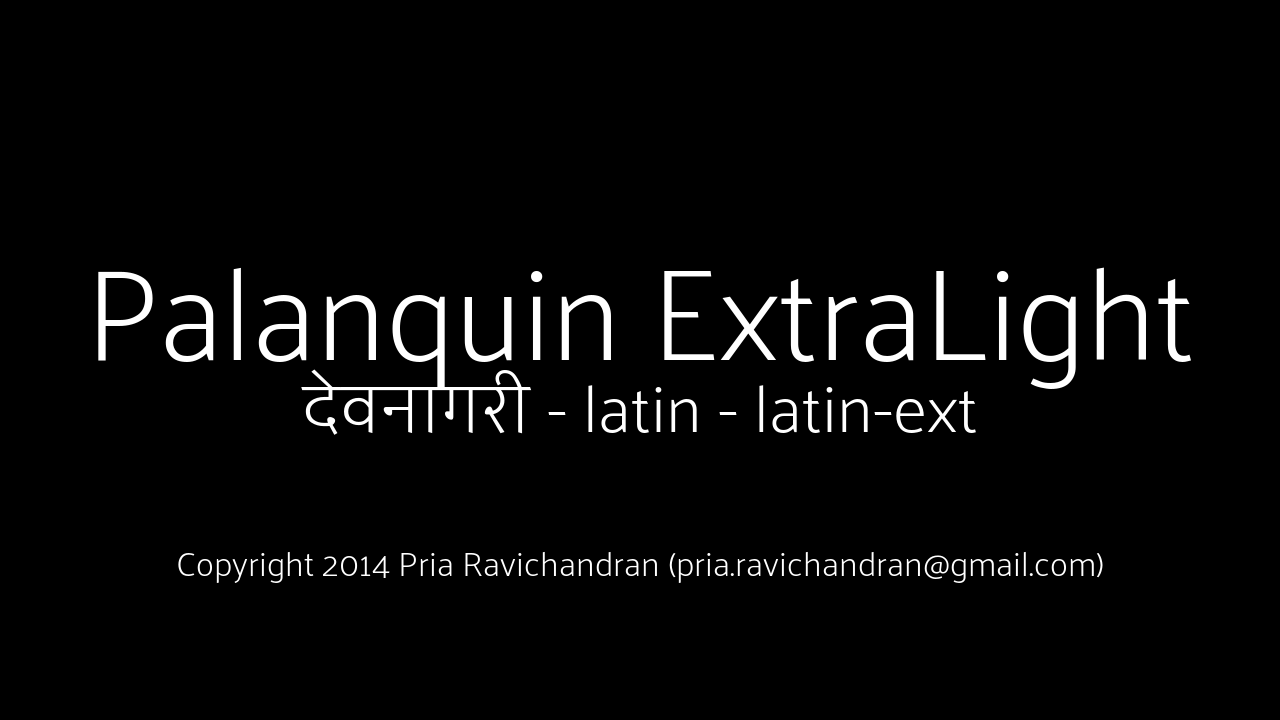 Palanquin ExtraLight
देवनागरी - latin - latin-ext
Copyright 2014 Pria Ravichandran (pria.ravichandran@gmail.com)